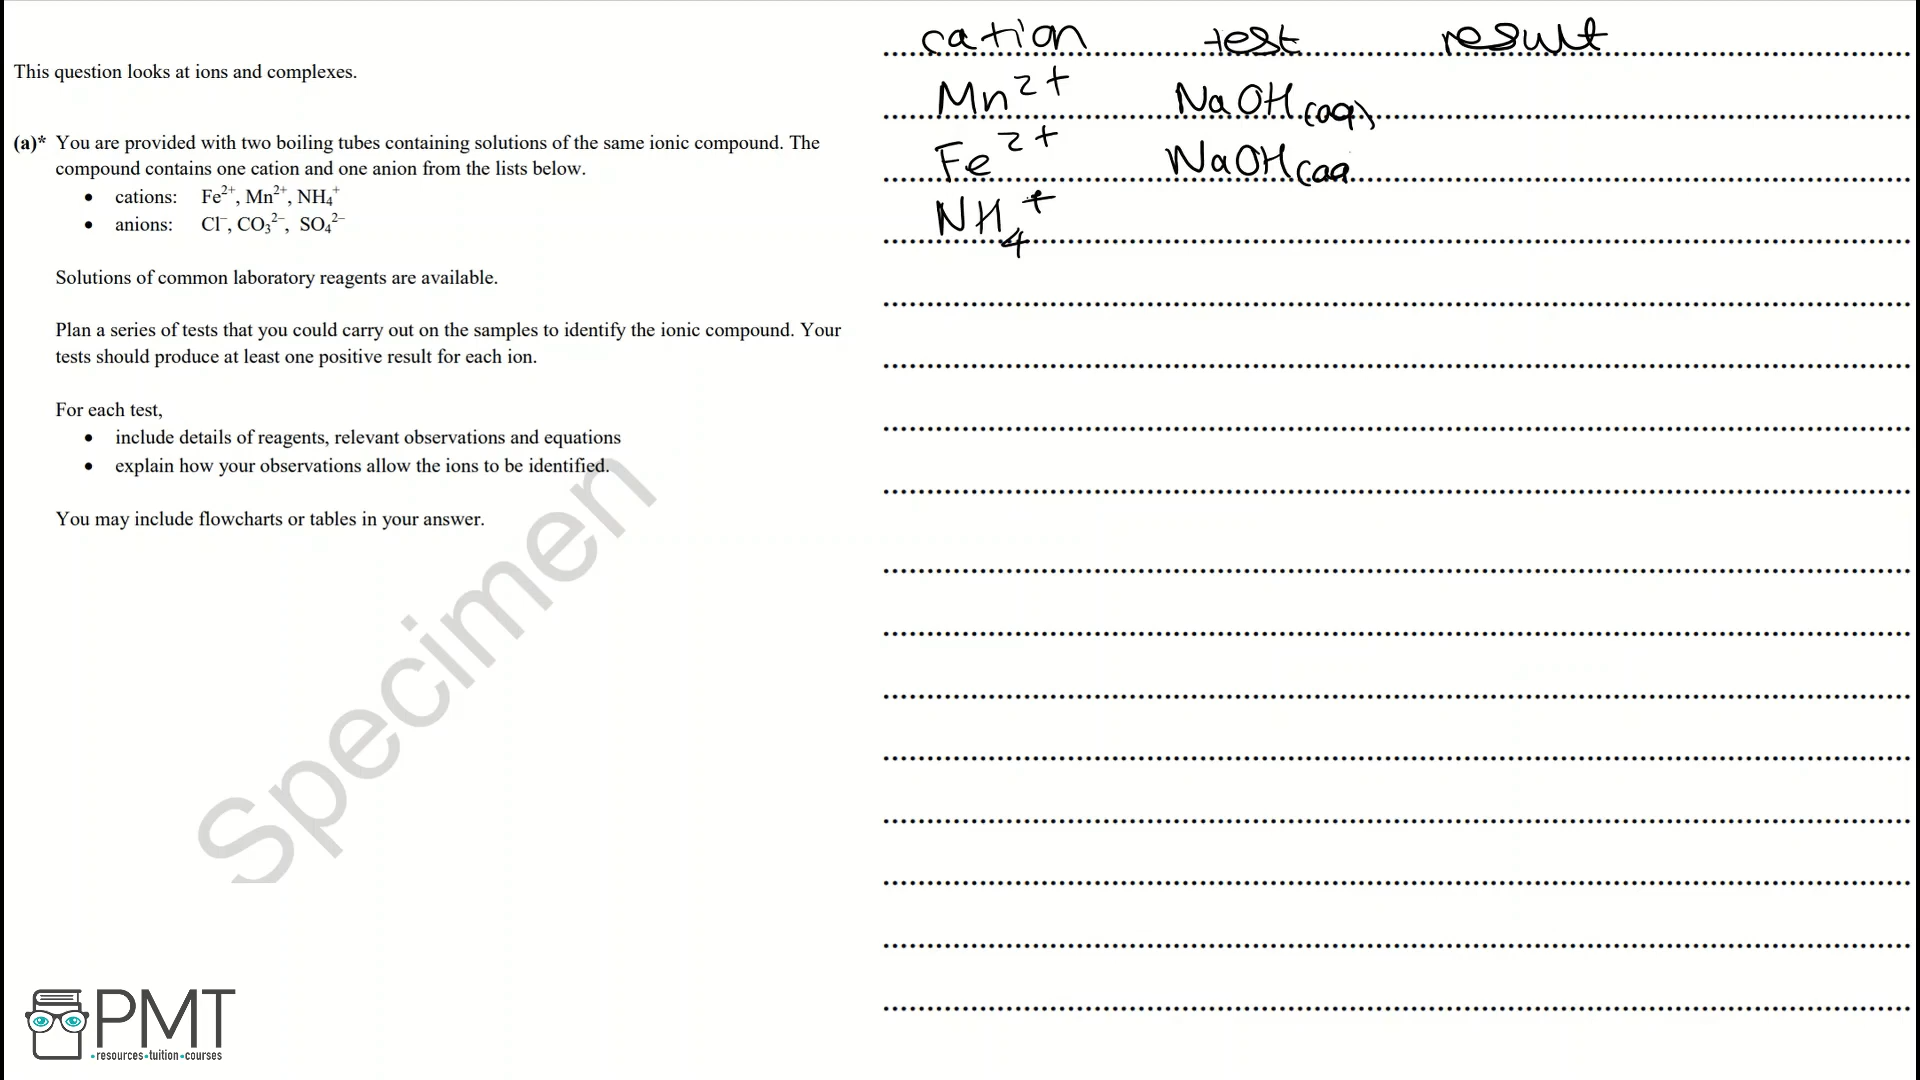 This question looks at ions and complexes.
(a)* You are provided with two boiling tubes containing solutions of the same ionic compound. The
compound contains one cation and one anion from the lists below.
• cations: Fe²⁺, Mn²⁺, NH₄⁺
• anions: Cl⁻, CO₃²⁻, SO₄²⁻
Solutions of common laboratory reagents are available.
Plan a series of tests that you could carry out on the samples to identify the ionic compound. Your
tests should produce at least one positive result for each ion.
For each test,
• include details of reagents, relevant observations and equations
• explain how your observations allow the ions to be identified.
You may include flowcharts or tables in your answer.
Specimen
PMT
•resources•tuition•courses
cation test result
Mn²⁺ NaOH(aq)
Fe²⁺ NaOH(aq
NH₄⁺